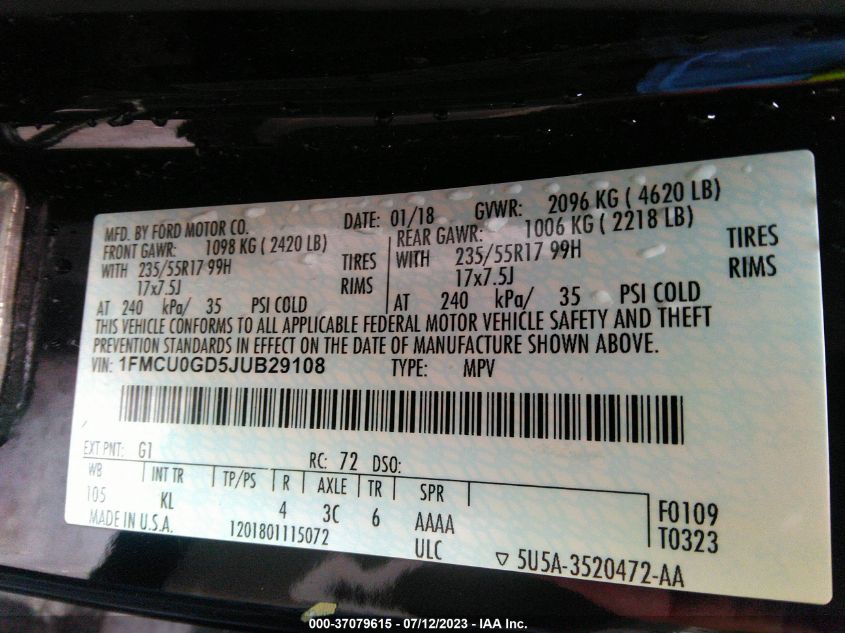 MFD. BY FORD MOTOR CO. DATE: 01/18 GVWR: 2096 KG ( 4620 LB)
FRONT GAWR: 1098 KG ( 2420 LB) REAR GAWR: 1006 KG ( 2218 LB)
WITH 235/55R17 99H TIRES WITH 235/55R17 99H TIRES
17x7.5J RIMS 17x7.5J RIMS
AT 240 kPa/ 35 PSI COLD AT 240 kPa/ 35 PSI COLD
THIS VEHICLE CONFORMS TO ALL APPLICABLE FEDERAL MOTOR VEHICLE SAFETY AND THEFT
PREVENTION STANDARDS IN EFFECT ON THE DATE OF MANUFACTURE SHOWN ABOVE.
VIN: 1FMCU0GD5JUB29108 TYPE: MPV
EXT PNT: G1 RC: 72 DSO:
WB INT TR TP/PS R AXLE TR SPR
105 KL 4 3C 6 AAAA F0109
MADE IN U.S.A. 1201801115072 ULC T0323
▽ 5U5A-3520472-AA
000-37079615 - 07/12/2023 - IAA Inc.